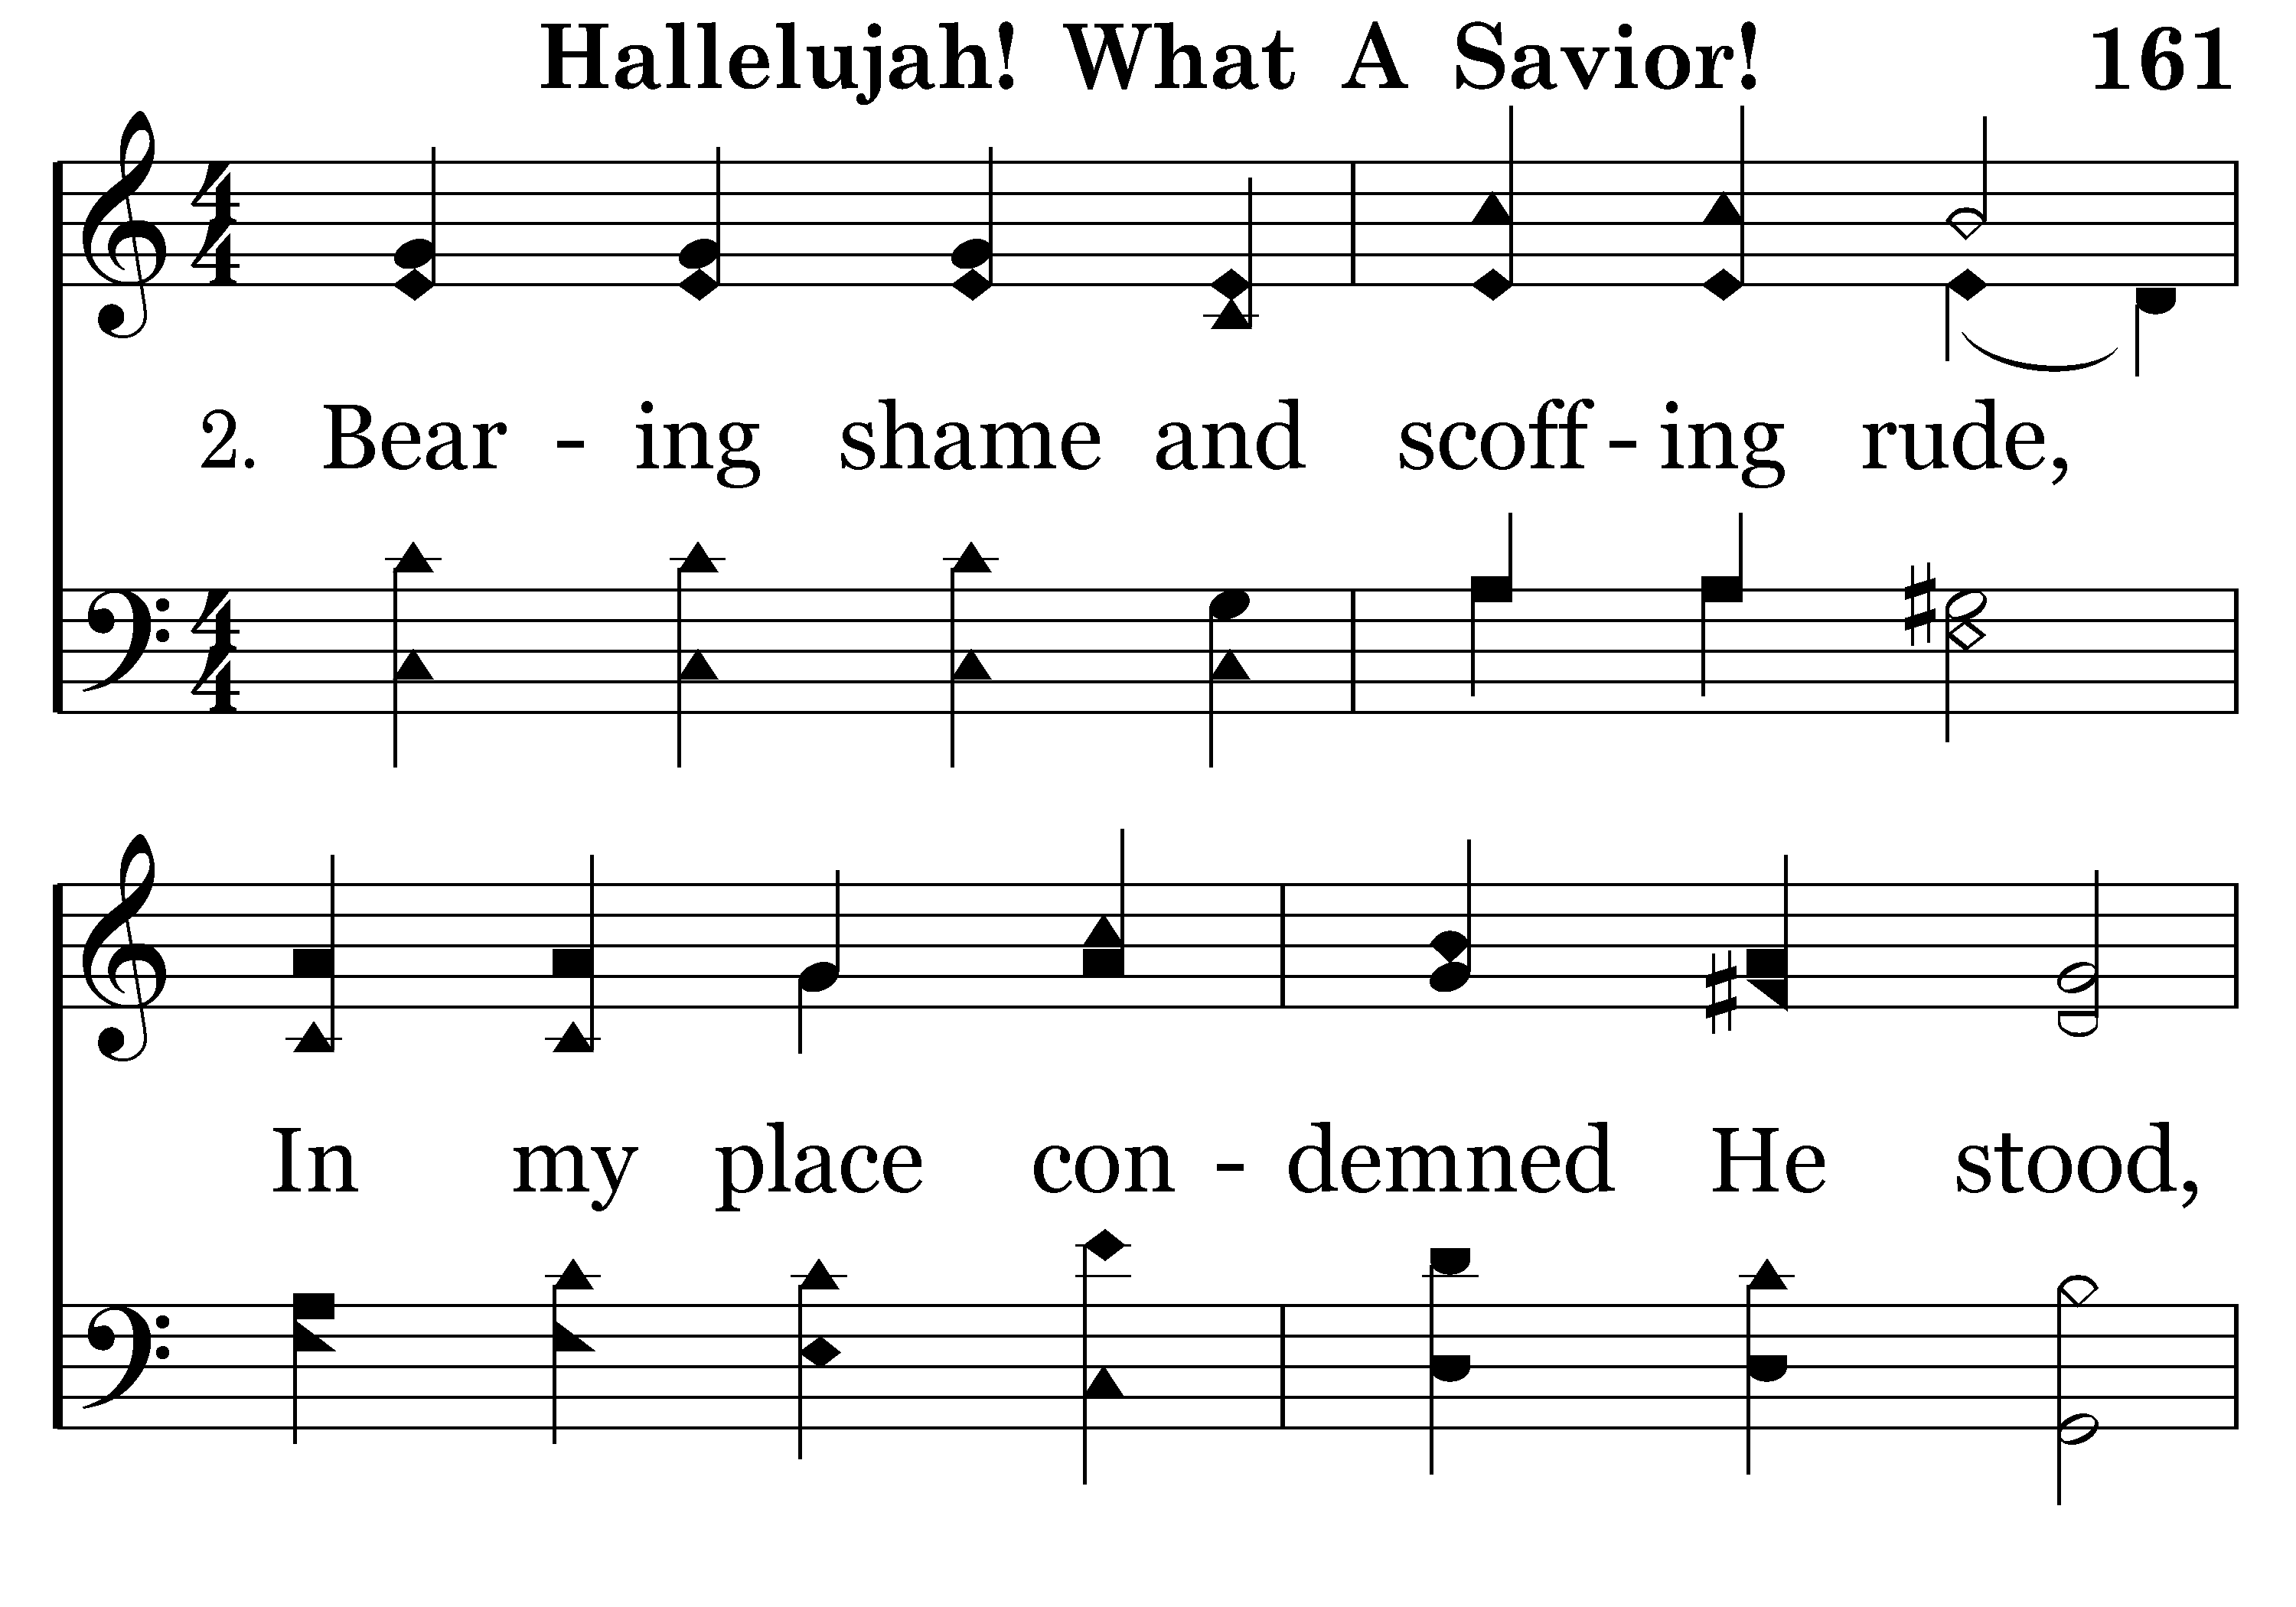 Hallelujah! What A Savior! 161
2. Bear - ing shame and scoff - ing rude,
In my place con - demned He stood,